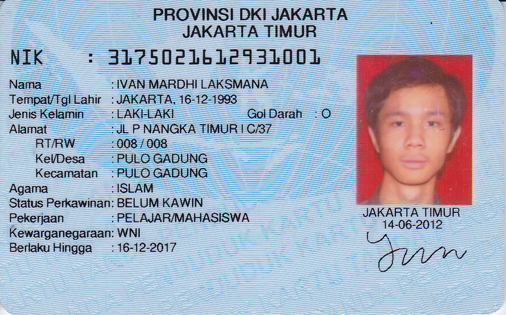 PROVINSI DKI JAKARTA
JAKARTA TIMUR
NIK : 3175021612931001
Nama : IVAN MARDHI LAKSMANA
Tempat/Tgl Lahir : JAKARTA, 16-12-1993
Jenis Kelamin : LAKI-LAKI Gol Darah : O
Alamat : JL P NANGKA TIMUR I C/37
RT/RW : 008 / 008
Kel/Desa : PULO GADUNG
Kecamatan : PULO GADUNG
Agama : ISLAM
Status Perkawinan: BELUM KAWIN
Pekerjaan : PELAJAR/MAHASISWA
Kewarganegaraan: WNI
Berlaku Hingga : 16-12-2017
JAKARTA TIMUR
14-06-2012